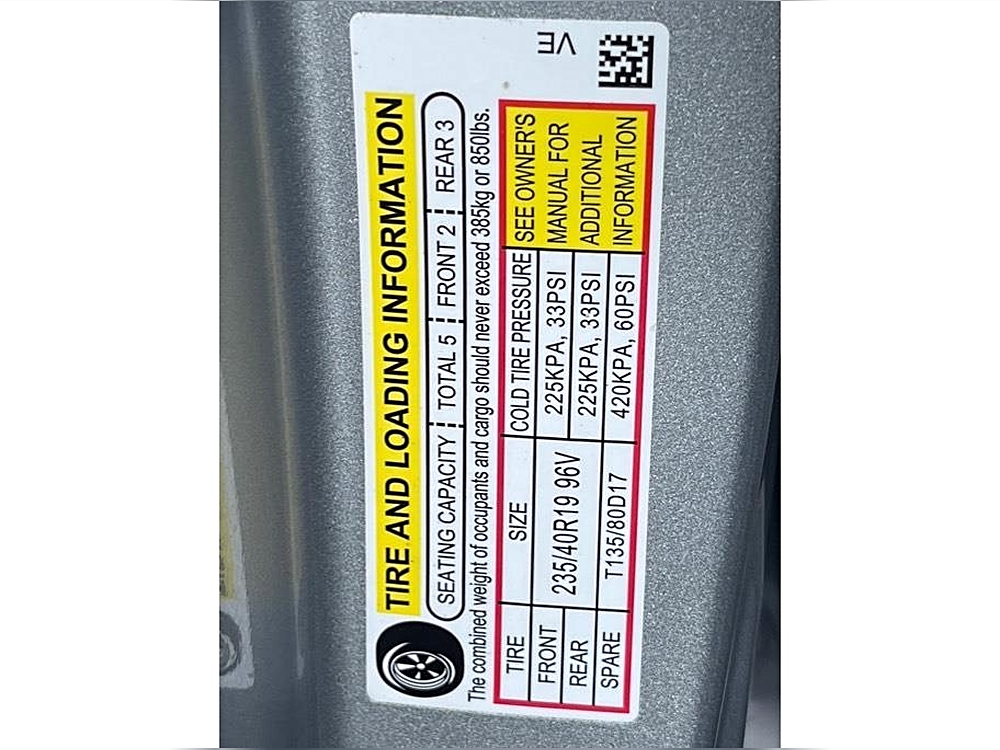 TIRE AND LOADING INFORMATION
SEATING CAPACITY TOTAL 5 FRONT 2 REAR 3
The combined weight of occupants and cargo should never exceed 385kg or 850lbs.
TIRE SIZE COLD TIRE PRESSURE
FRONT 235/40R19 96V 225KPA, 33PSI
REAR 225KPA, 33PSI
SPARE T135/80D17 420KPA, 60PSI
SEE OWNER'S
MANUAL FOR
ADDITIONAL
INFORMATION
VE